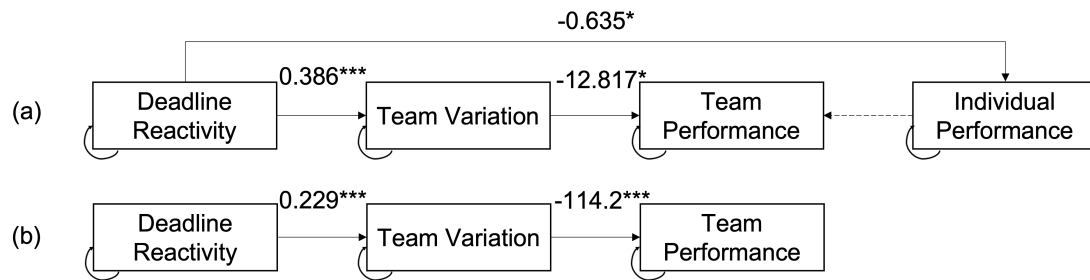 -0.635*
0.386***
-12.817*
(a)
Deadline
Reactivity
Team Variation
Team
Performance
Individual
Performance
0.229***
-114.2***
(b)
Deadline
Reactivity
Team Variation
Team
Performance